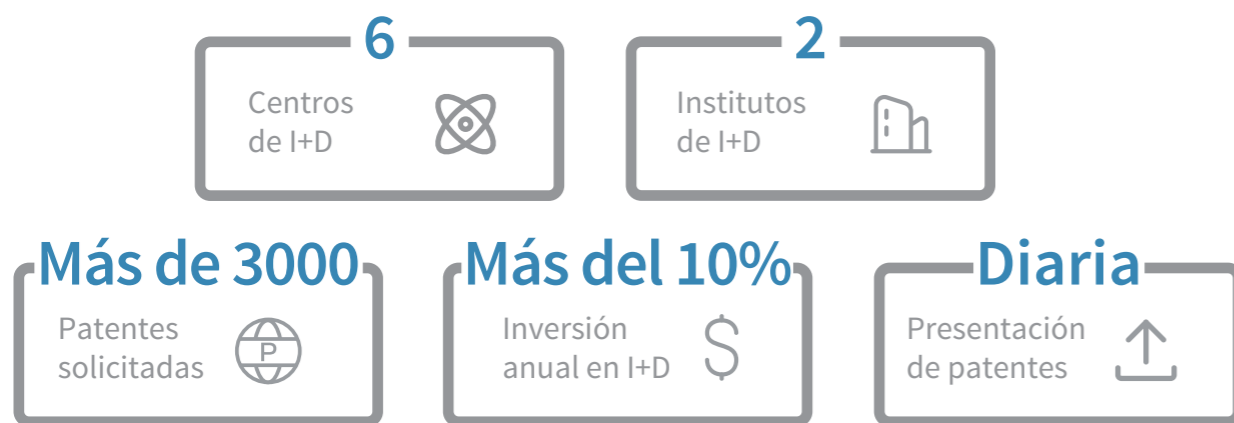 6
Centros
de I+D
2
Institutos
de I+D
Más de 3000
Patentes
solicitadas
P
Más del 10%
Inversión
anual en I+D
$
Diaria
Presentación
de patentes